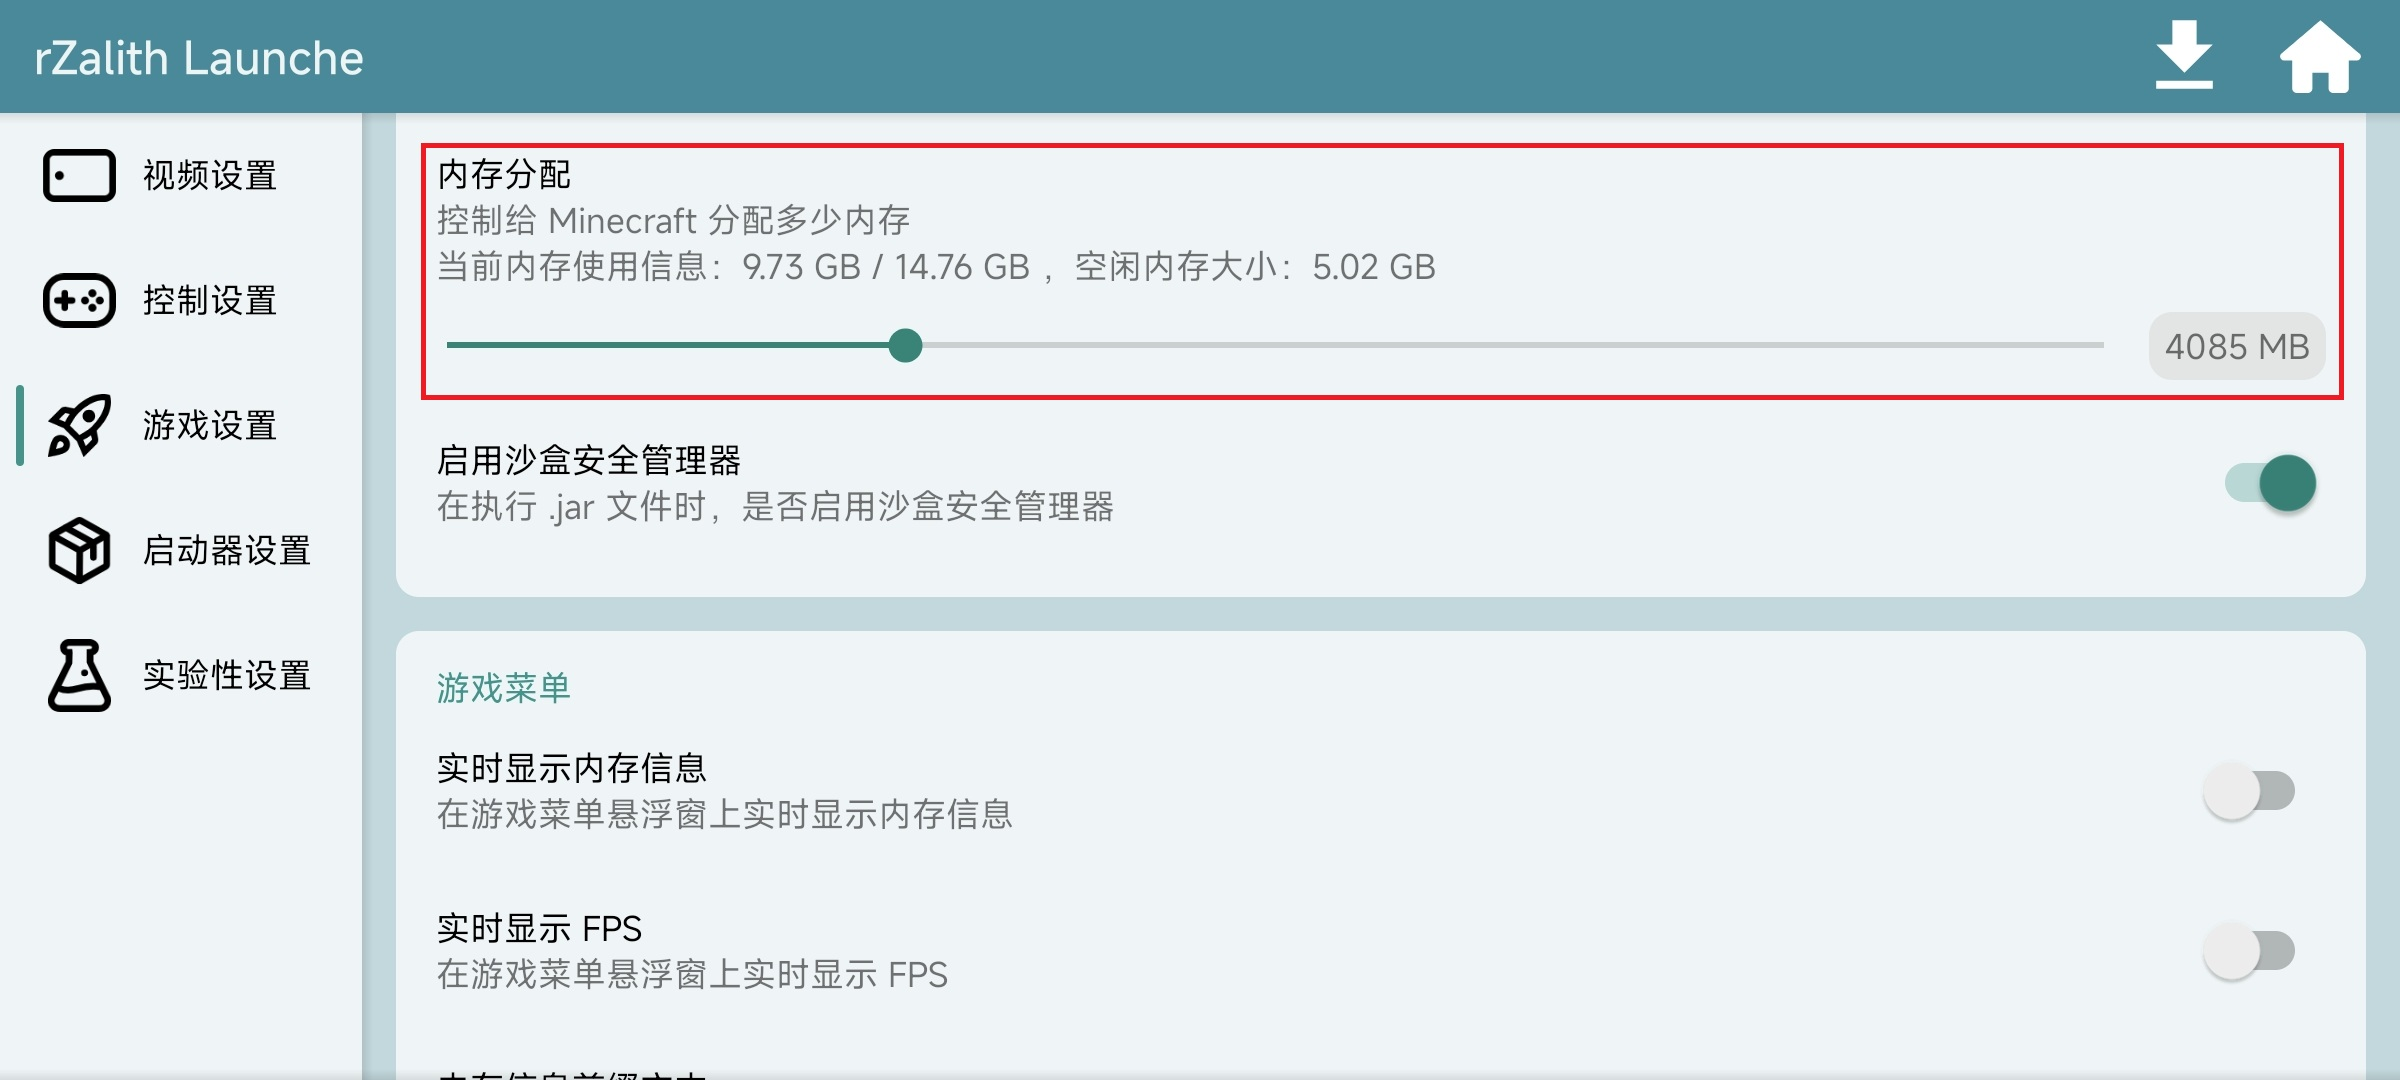 rZalith Launche
视频设置
控制设置
游戏设置
启动器设置
实验性设置
内存分配
控制给 Minecraft 分配多少内存
当前内存使用信息：9.73 GB / 14.76 GB ，空闲内存大小：5.02 GB
4085 MB
启用沙盒安全管理器
在执行 .jar 文件时，是否启用沙盒安全管理器
游戏菜单
实时显示内存信息
在游戏菜单悬浮窗上实时显示内存信息
实时显示 FPS
在游戏菜单悬浮窗上实时显示 FPS